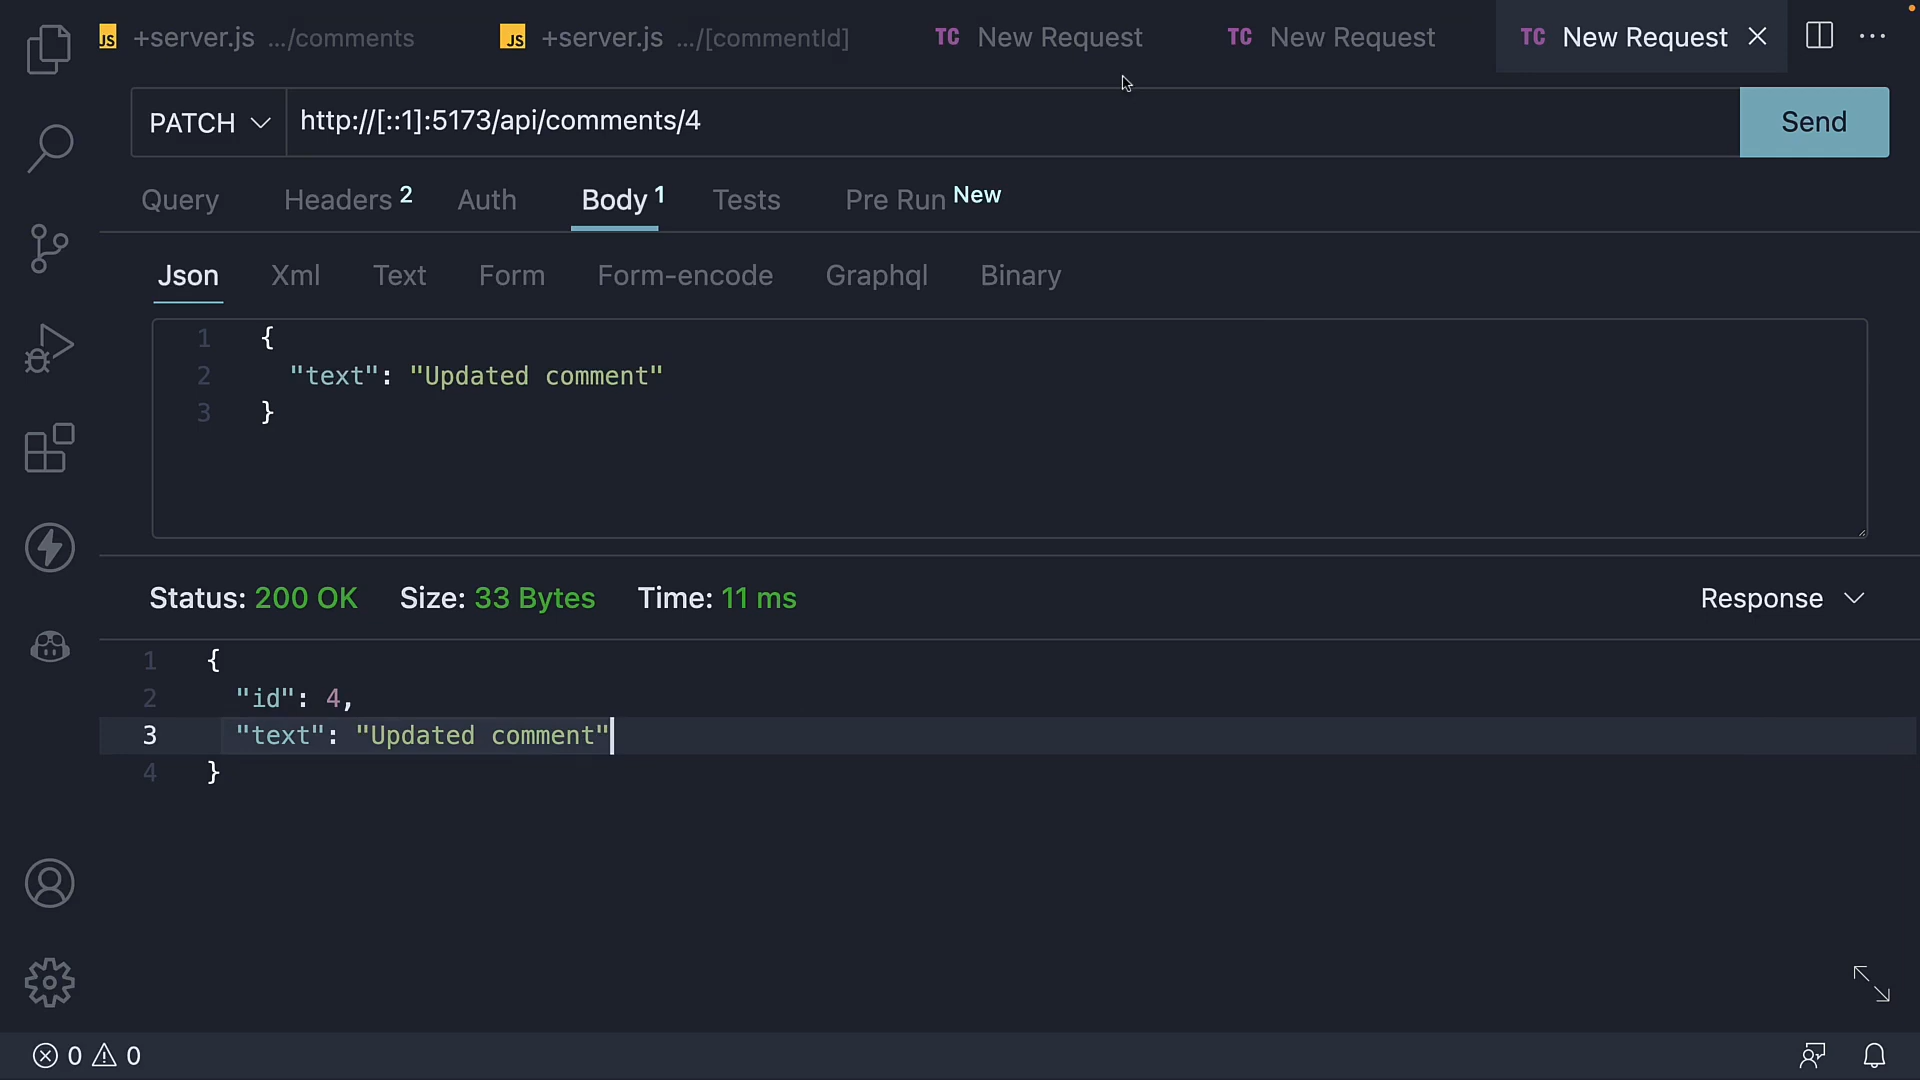 JS +server.js .../comments JS +server.js .../[commentId] TC New Request TC New Request TC New Request
PATCH http://[::1]:5173/api/comments/4 Send
Query Headers 2 Auth Body 1 Tests Pre Run New
Json Xml Text Form Form-encode Graphql Binary
1 {
2 "text": "Updated comment"
3 }
Status: 200 OK Size: 33 Bytes Time: 11 ms Response
1 {
2 "id": 4,
3 "text": "Updated comment"
4 }
0 0